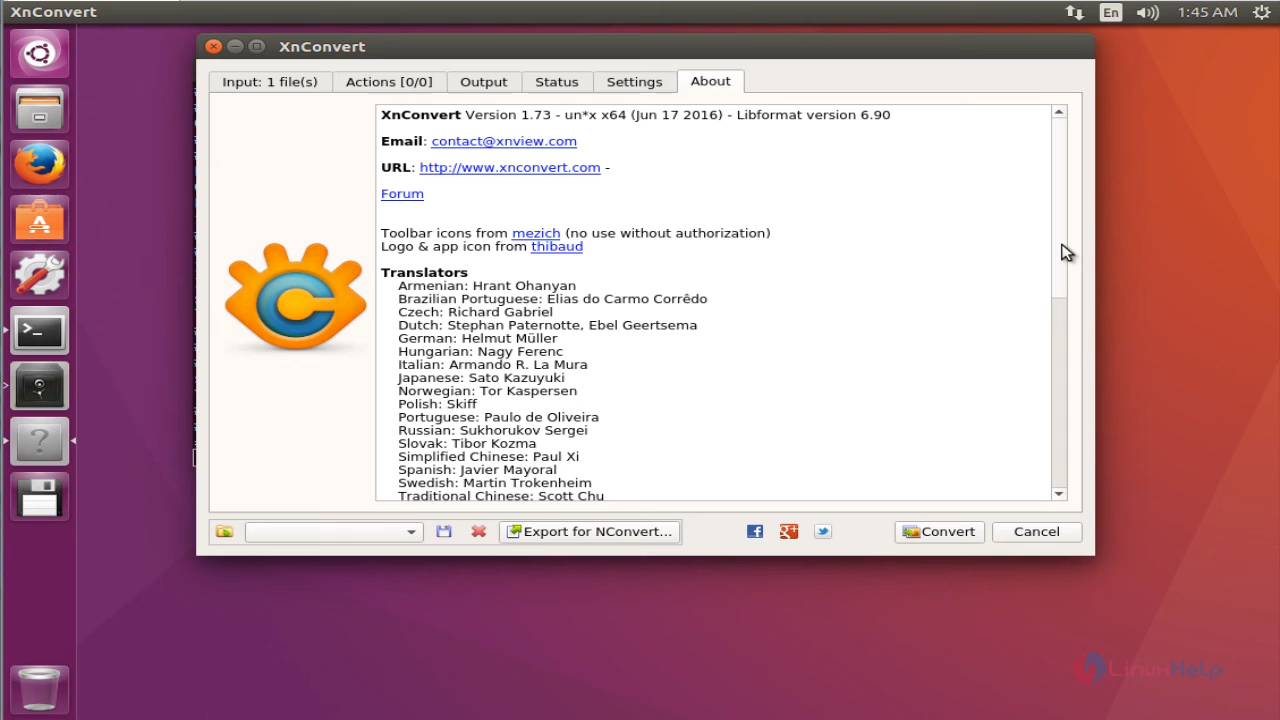 XnConvert
En
1:45 AM
XnConvert
Input: 1 file(s)
Actions [0/0]
Output
Status
Settings
About
XnConvert Version 1.73 - un*x x64 (Jun 17 2016) - Libformat version 6.90
Email: contact@xnview.com
URL: http://www.xnconvert.com -
Forum
Toolbar icons from mezich (no use without authorization)
Logo & app icon from thibaud
Translators
Armenian: Hrant Ohanyan
Brazilian Portuguese: Elias do Carmo Corrêdo
Czech: Richard Gabriel
Dutch: Stephan Paternotte, Ebel Geertsema
German: Helmut Müller
Hungarian: Nagy Ferenc
Italian: Armando R. La Mura
Japanese: Sato Kazuyuki
Norwegian: Tor Kaspersen
Polish: Skiff
Portuguese: Paulo de Oliveira
Russian: Sukhorukov Sergei
Slovak: Tibor Kozma
Simplified Chinese: Paul Xi
Spanish: Javier Mayoral
Swedish: Martin Trokenheim
Traditional Chinese: Scott Chu
Export for NConvert...
Convert
Cancel
LinuxHelp